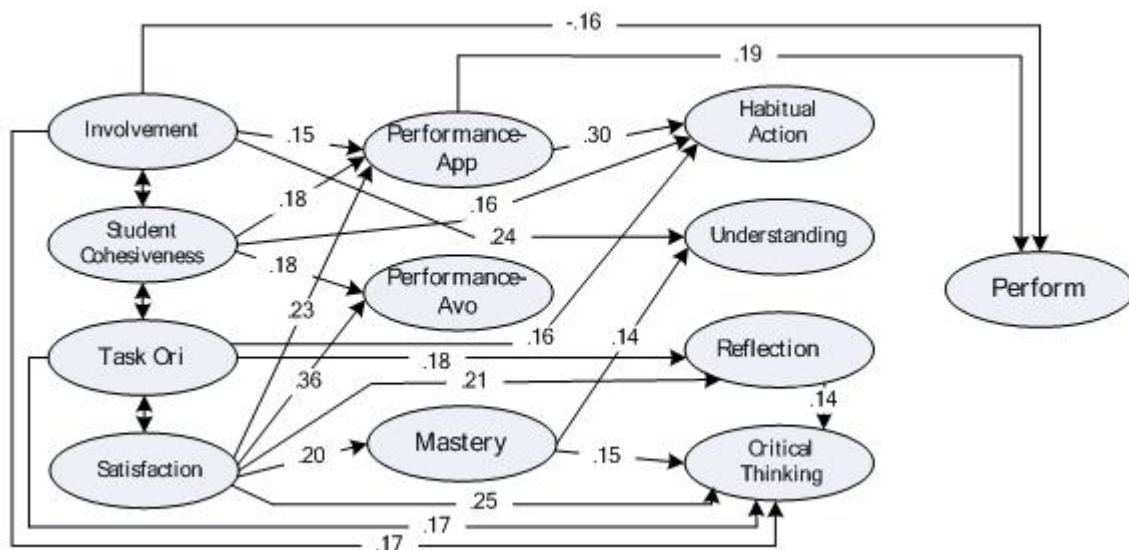 -.16
.19
Involvement
.15
Performance-
App
.30
Habitual
Action
.18
.16
Student
Cohesiveness
.24
Understanding
.18
Performance-
Avo
Perform
.23
.14
Task Ori
.16
.18
Reflection
.36
.21
.14
Satisfaction
.20
Mastery
.15
Critical
Thinking
.25
.17
.17